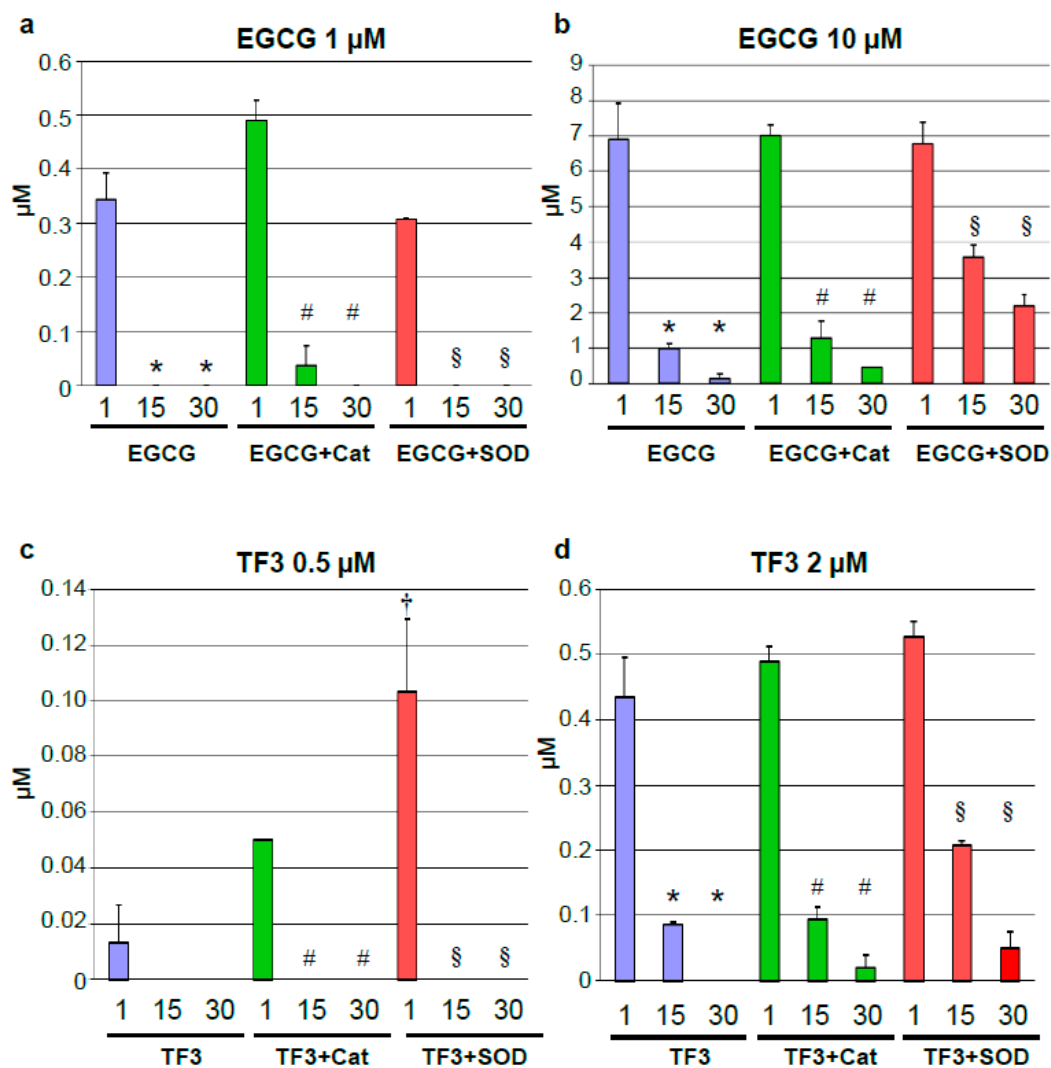 a
EGCG 1 µM
0.6
0.5
0.4
0.3
0.2
0.1
0
µM
* * # # § §
1 15 30 1 15 30 1 15 30
EGCG EGCG+Cat EGCG+SOD
b
EGCG 10 µM
9
8
7
6
5
4
3
2
1
0
µM
* * # # § §
1 15 30 1 15 30 1 15 30
EGCG EGCG+Cat EGCG+SOD
c
TF3 0.5 µM
0.14
0.12
0.10
0.08
0.06
0.04
0.02
0
µM
# # † § §
1 15 30 1 15 30 1 15 30
TF3 TF3+Cat TF3+SOD
d
TF3 2 µM
0.6
0.5
0.4
0.3
0.2
0.1
0
µM
* * # # § §
1 15 30 1 15 30 1 15 30
TF3 TF3+Cat TF3+SOD